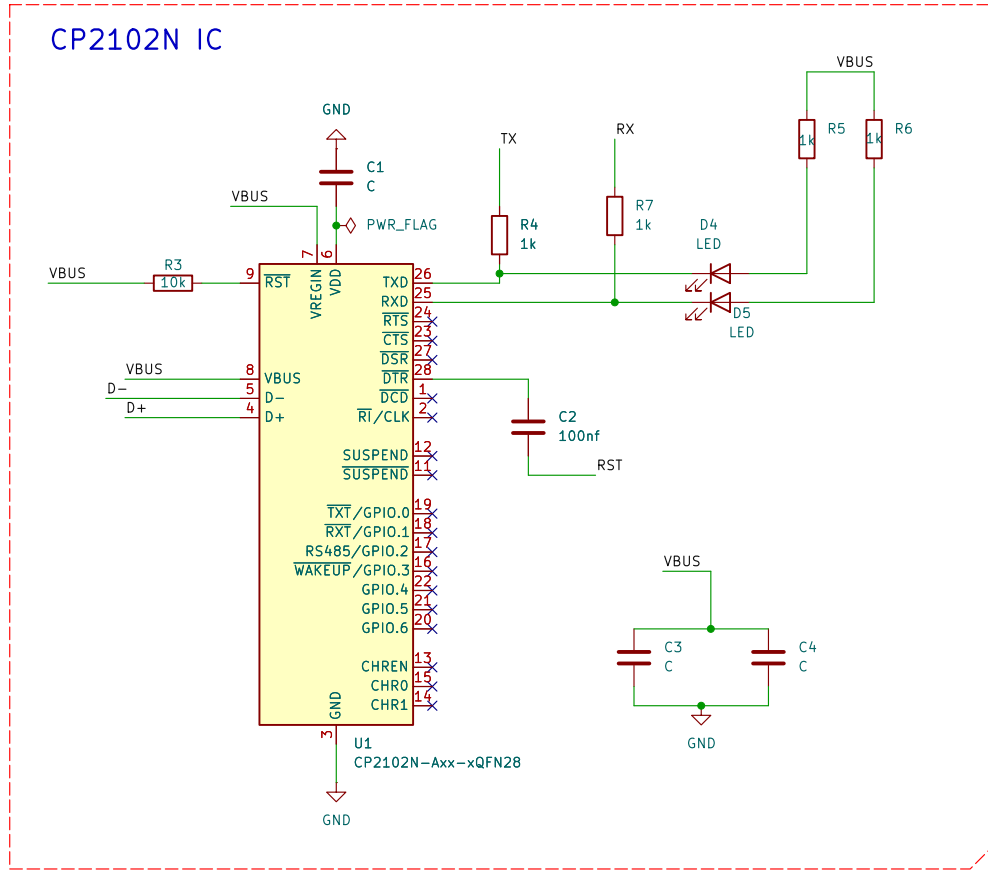 CP2102N IC
VBUS
GND
R5
1k
R6
1k
TX
RX
C1
C
VBUS
R7
1k
PWR_FLAG
R4
1k
D4
LED
VBUS
R3
10k
7
6
9
RST
VREGIN
VDD
TXD
26
RXD
25
RTS
24
D5
LED
CTS
23
DSR
27
VBUS
8
VBUS
DTR
28
D-
5
D-
DCD
1
D+
4
D+
RI/CLK
2
C2
100nf
SUSPEND
12
SUSPEND
11
RST
TXT/GPIO.0
19
RXT/GPIO.1
18
RS485/GPIO.2
17
WAKEUP/GPIO.3
16
GPIO.4
22
GPIO.5
21
GPIO.6
20
VBUS
C3
C
C4
C
CHREN
13
CHR0
15
CHR1
14
GND
3
GND
U1
CP2102N-Axx-xQFN28
GND